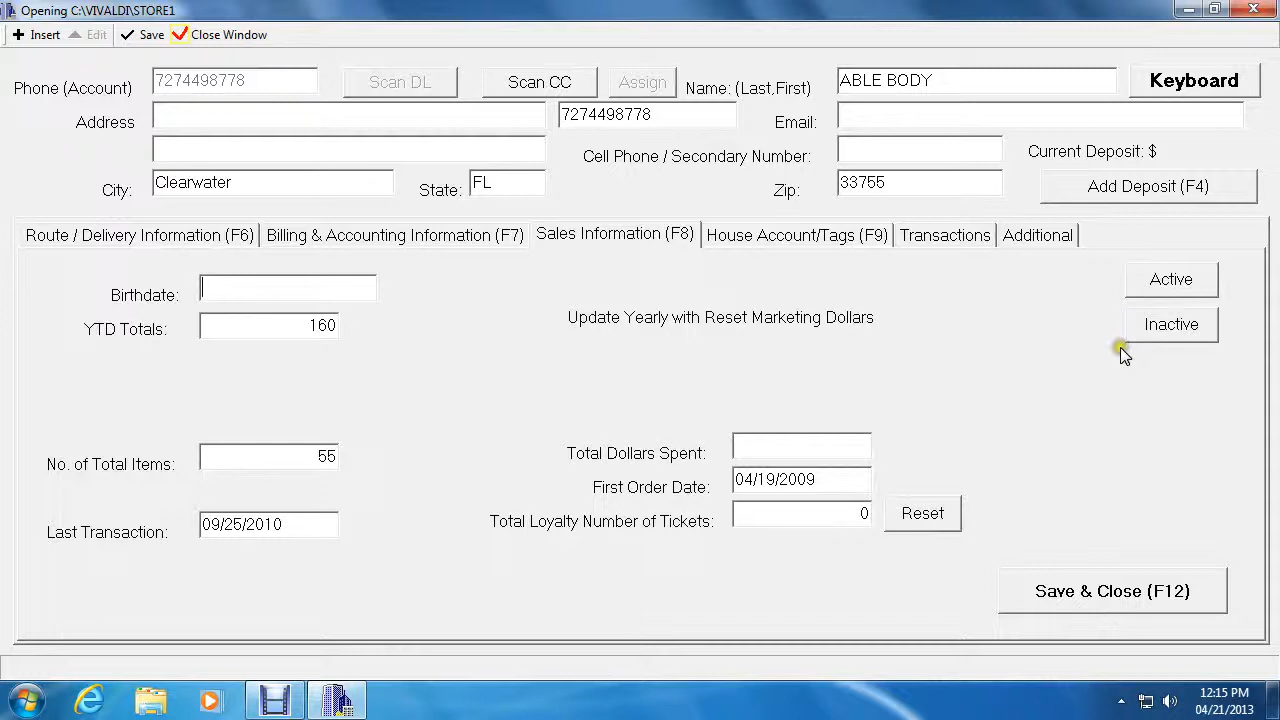 Opening C:\VIVALDI\STORE1
Insert Edit Save Close Window
Phone (Account) 7274498778 Scan DL Scan CC Assign Name: (Last,First) ABLE BODY Keyboard
Address 7274498778 Email:
Cell Phone / Secondary Number: Current Deposit: $
City: Clearwater State: FL Zip: 33755 Add Deposit (F4)
Route / Delivery Information (F6) Billing & Accounting Information (F7) Sales Information (F8) House Account/Tags (F9) Transactions Additional
Birthdate: Active
YTD Totals: 160 Update Yearly with Reset Marketing Dollars Inactive
No. of Total Items: 55 Total Dollars Spent:
First Order Date: 04/19/2009
Last Transaction: 09/25/2010 Total Loyalty Number of Tickets: 0 Reset
Save & Close (F12)
12:15 PM
04/21/2013